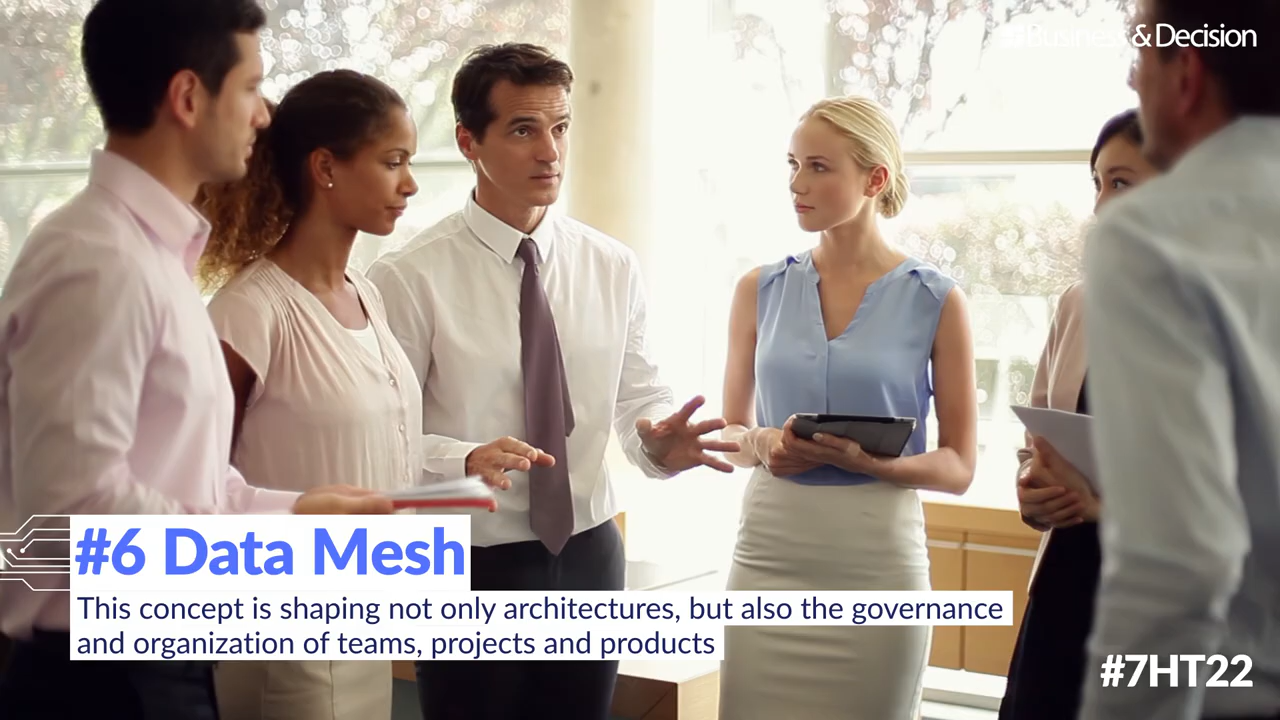 Business & Decision
#6 Data Mesh
This concept is shaping not only architectures, but also the governance
and organization of teams, projects and products
#7HT22